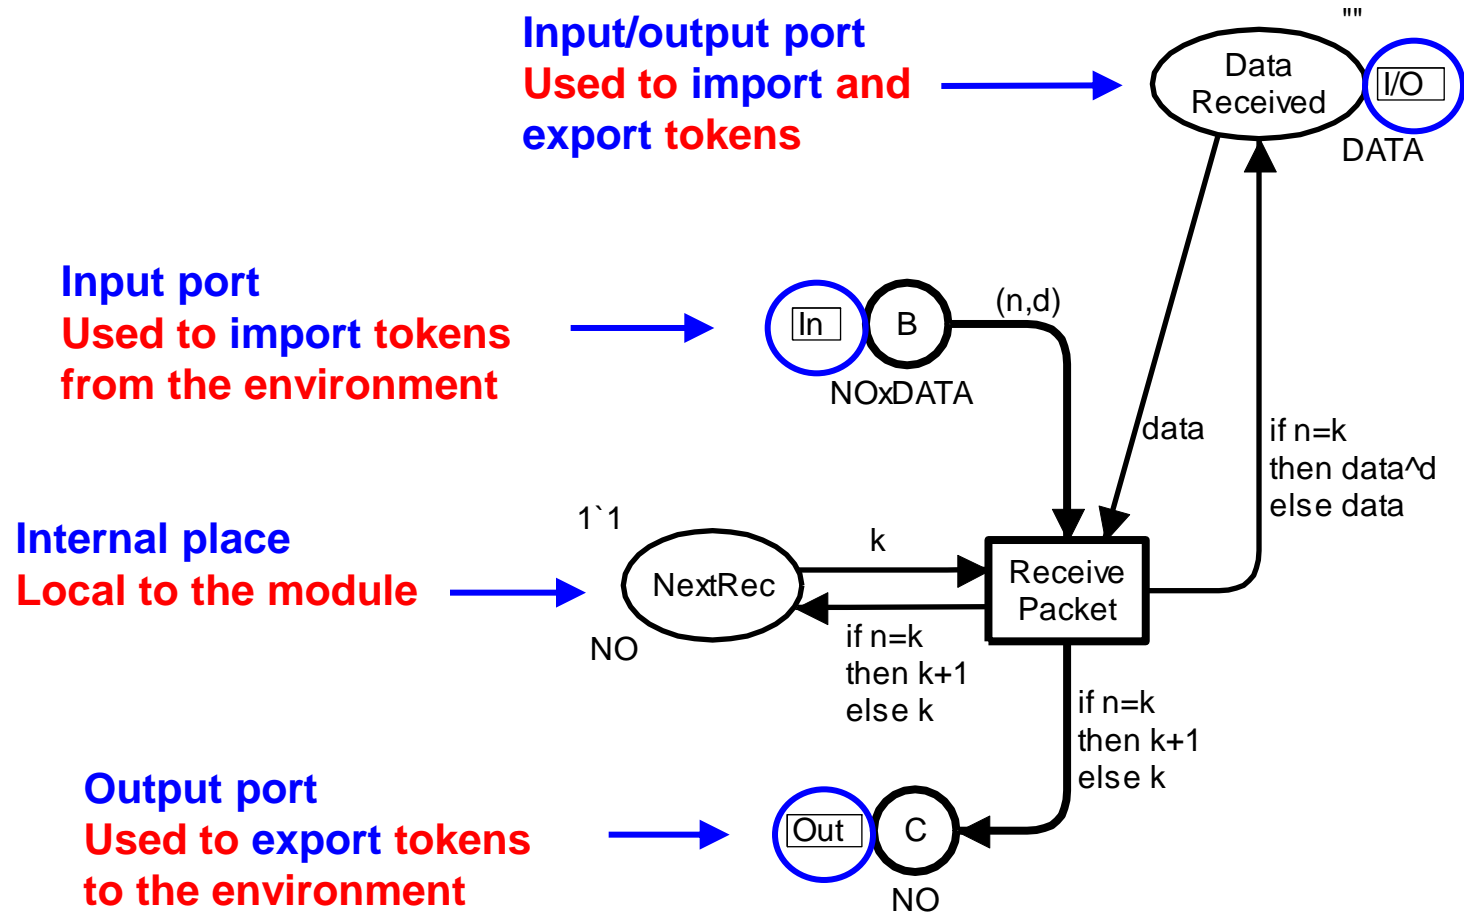 Input/output port
Used to import and
export tokens
""
Data
Received
I/O
DATA
Input port
Used to import tokens
from the environment
In
B
(n,d)
NOxDATA
data
if n=k
then data^d
else data
Internal place
Local to the module
1`1
NextRec
NO
k
Receive
Packet
if n=k
then k+1
else k
if n=k
then k+1
else k
Output port
Used to export tokens
to the environment
Out
C
NO